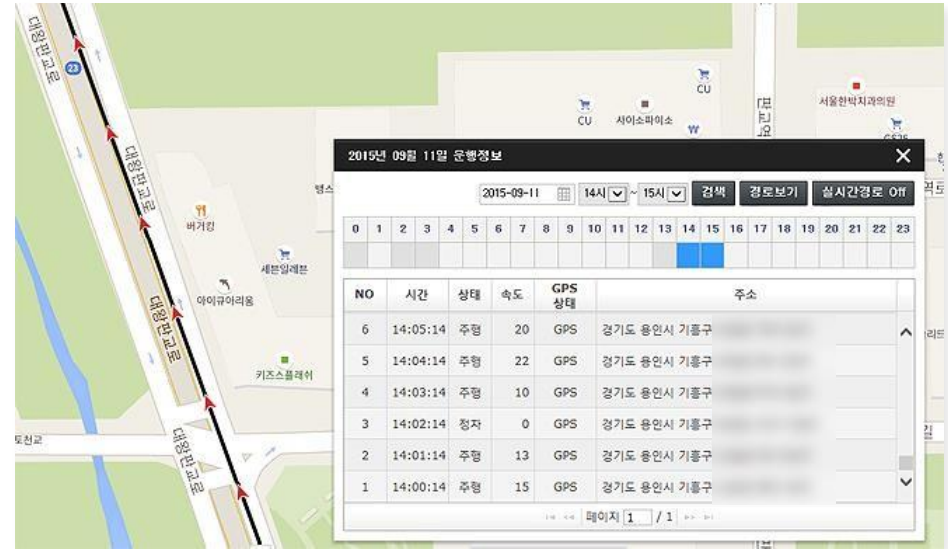 대왕판교로
대왕판교로
23
CU
CU
사이소파이소
서울한박치과의원
GS25
대왕판교로
대왕판교로
버거킹
세븐일레븐
아이큐아리움
대왕판교로
키즈스플래쉬
토천교
대왕판교로
2015년 09월 11일 운행정보
2015-09-11 14시 ~ 15시 검색 경로보기 실시간경로 Off
0 1 2 3 4 5 6 7 8 9 10 11 12 13 14 15 16 17 18 19 20 21 22 23
NO 시간 상태 속도 GPS 상태 주소
6 14:05:14 주행 20 GPS 경기도 용인시 기흥구
5 14:04:14 주행 22 GPS 경기도 용인시 기흥구
4 14:03:14 주행 10 GPS 경기도 용인시 기흥구
3 14:02:14 정차 0 GPS 경기도 용인시 기흥구
2 14:01:14 주행 13 GPS 경기도 용인시 기흥구
1 14:00:14 주행 15 GPS 경기도 용인시 기흥구
페이지 1 / 1